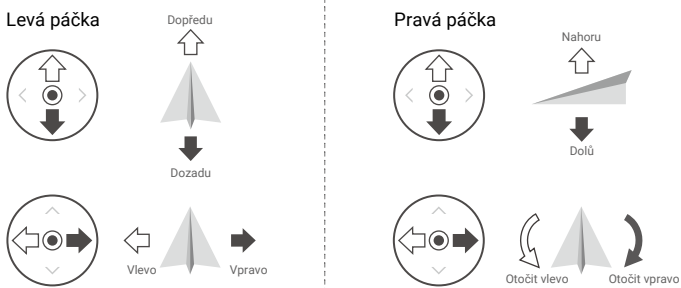 Levá páčka
Dopředu
Dozadu
Vlevo
Vpravo
Pravá páčka
Nahoru
Dolů
Otočit vlevo
Otočit vpravo